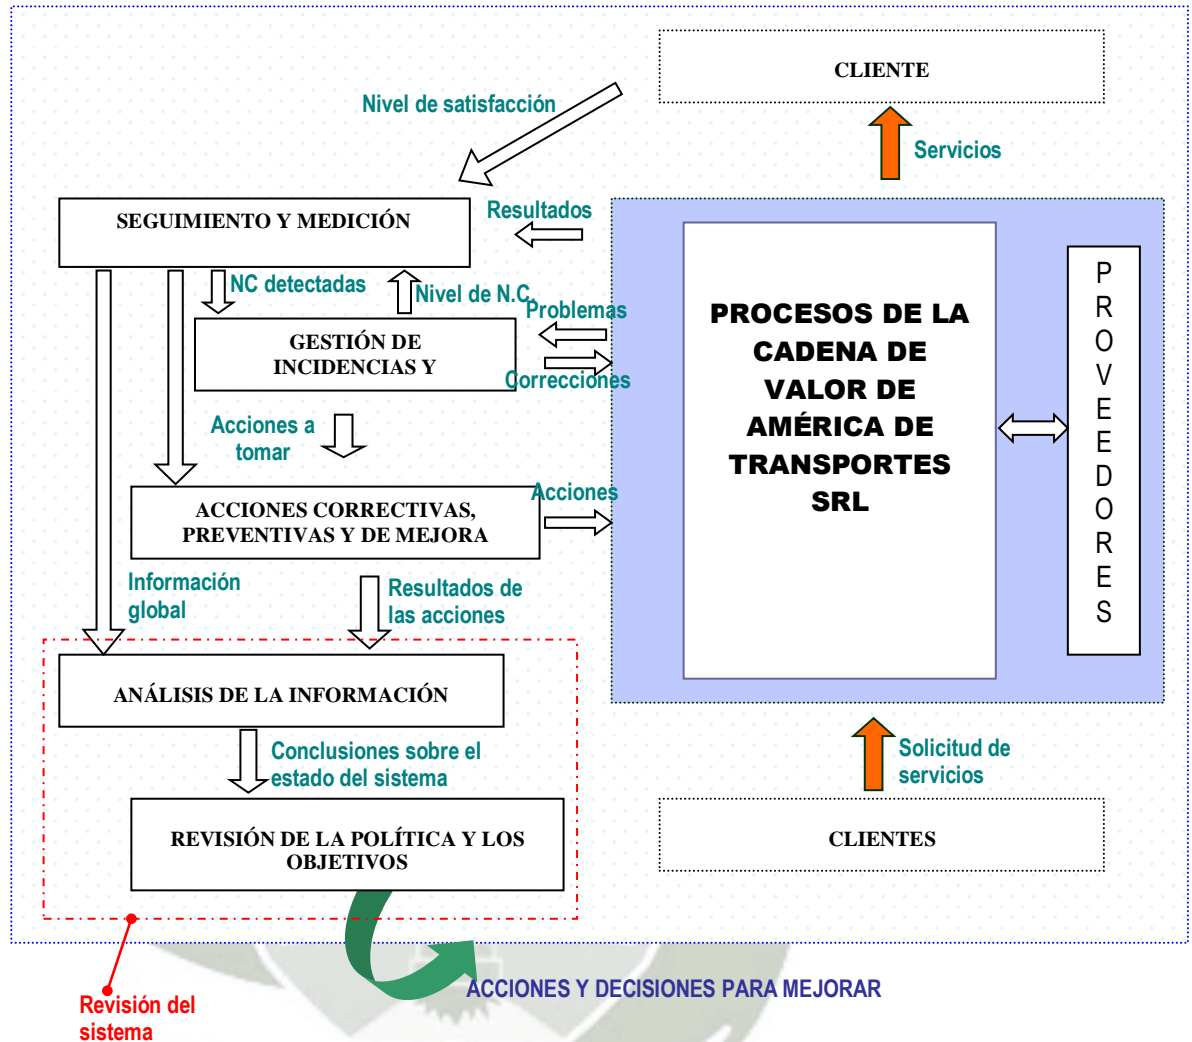 CLIENTE
Nivel de satisfacción
Servicios
SEGUIMIENTO Y MEDICIÓN
Resultados
NC detectadas
Nivel de N.C.
Problemas
GESTIÓN DE
INCIDENCIAS Y
Correcciones
PROCESOS DE LA
CADENA DE
VALOR DE
AMÉRICA DE
TRANSPORTES
SRL
P
R
O
V
E
E
D
O
R
E
S
Acciones a
tomar
Acciones
ACCIONES CORRECTIVAS,
PREVENTIVAS Y DE MEJORA
Información
global
Resultados de
las acciones
ANÁLISIS DE LA INFORMACIÓN
Conclusiones sobre el
estado del sistema
Solicitud de
servicios
REVISIÓN DE LA POLÍTICA Y LOS
OBJETIVOS
CLIENTES
ACCIONES Y DECISIONES PARA MEJORAR
Revisión del
sistema